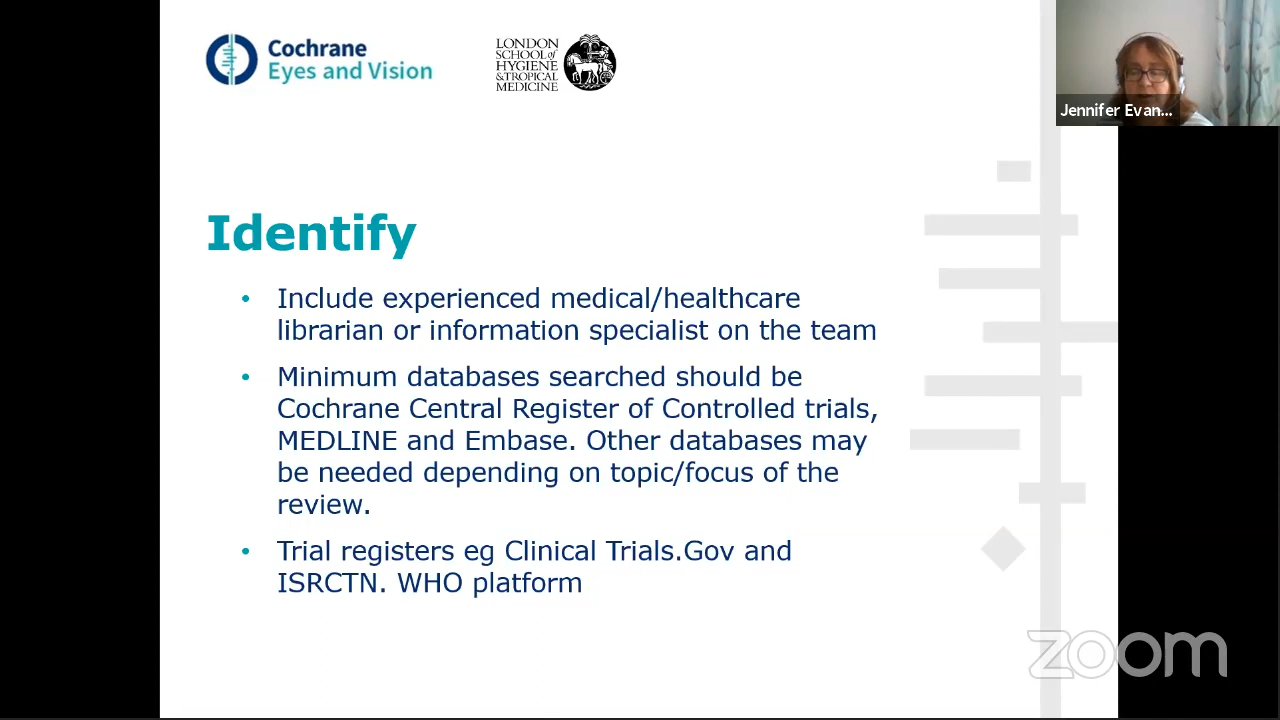 Cochrane
Eyes and Vision
LONDON
SCHOOL of
HYGIENE
& TROPICAL
MEDICINE
Jennifer Evan...
Identify
• Include experienced medical/healthcare
librarian or information specialist on the team
• Minimum databases searched should be
Cochrane Central Register of Controlled trials,
MEDLINE and Embase. Other databases may
be needed depending on topic/focus of the
review.
• Trial registers eg Clinical Trials.Gov and
ISRCTN. WHO platform
zoom